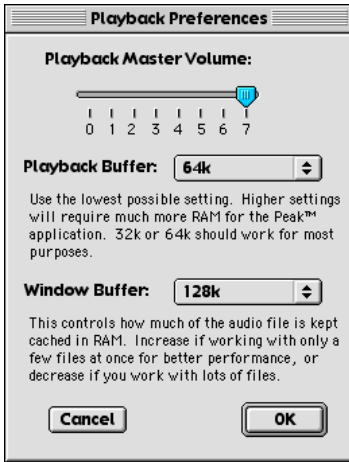 Playback Preferences
Playback Master Volume:
0 1 2 3 4 5 6 7
Playback Buffer: 64k
Use the lowest possible setting. Higher settings
will require much more RAM for the Peak™
application. 32k or 64k should work for most
purposes.
Window Buffer: 128k
This controls how much of the audio file is kept
cached in RAM. Increase if working with only a
few files at once for better performance, or
decrease if you work with lots of files.
Cancel OK